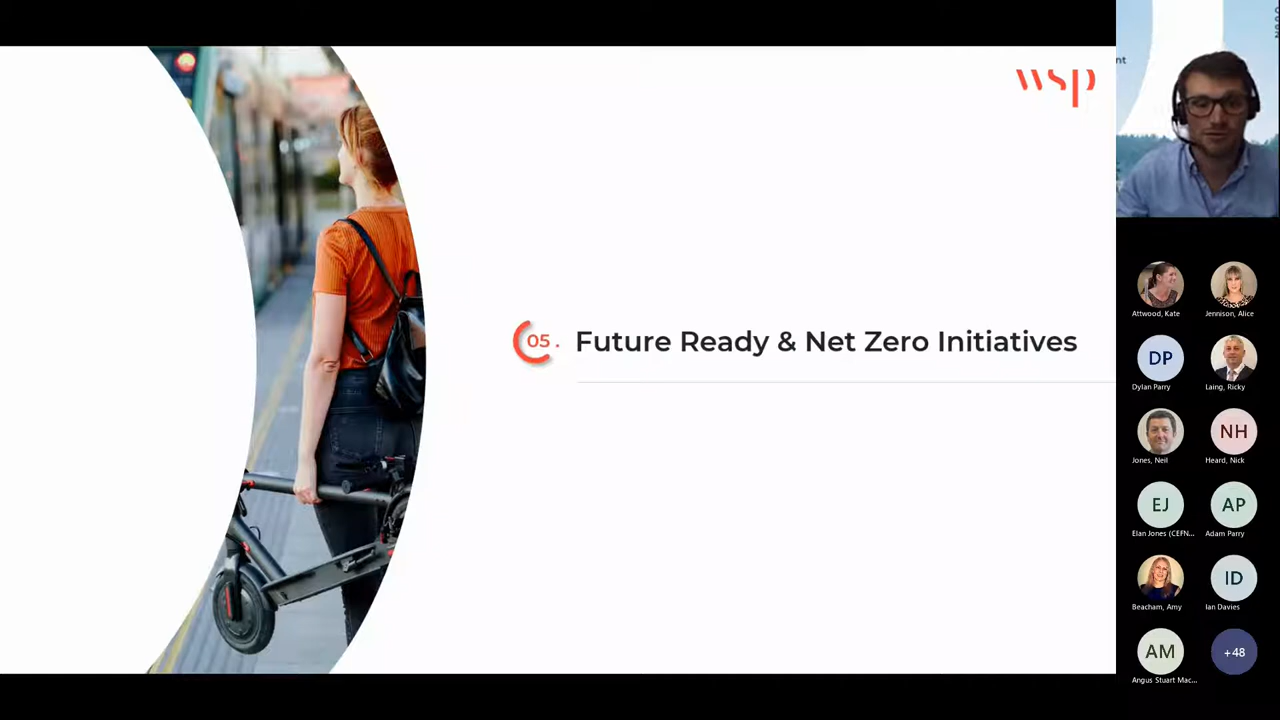 wsp
05.
Future Ready & Net Zero Initiatives
nt
Attwood, Kate
Jennison, Alice
DP
Dylan Parry
Laing, Ricky
Jones, Neil
NH
Heard, Nick
EJ
Elan Jones (CEFN...
AP
Adam Parry
Beacham, Amy
ID
Ian Davies
AM
Angus Stuart Mac...
+48